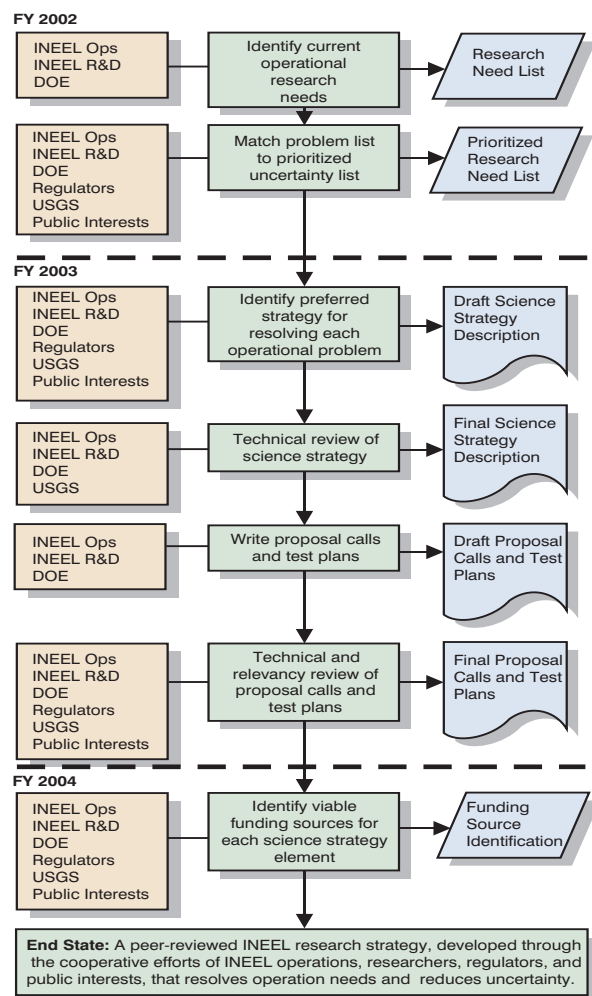 FY 2002
INEEL Ops
INEEL R&D
DOE
Identify current
operational
research
needs
Research
Need List
INEEL Ops
INEEL R&D
DOE
Regulators
USGS
Public Interests
Match problem list
to prioritized
uncertainty list
Prioritized
Research
Need List
FY 2003
INEEL Ops
INEEL R&D
DOE
Regulators
USGS
Public Interests
Identify preferred
strategy for
resolving each
operational problem
Draft Science
Strategy
Description
INEEL Ops
INEEL R&D
DOE
USGS
Technical review of
science strategy
Final Science
Strategy
Description
INEEL Ops
INEEL R&D
DOE
Write proposal calls
and test plans
Draft Proposal
Calls and Test
Plans
INEEL Ops
INEEL R&D
DOE
Regulators
USGS
Public Interests
Technical and
relevancy review of
proposal calls and
test plans
Final Proposal
Calls and Test
Plans
FY 2004
INEEL Ops
INEEL R&D
DOE
Regulators
USGS
Public Interests
Identify viable
funding sources for
each science strategy
element
Funding
Source
Identification
End State: A peer-reviewed INEEL research strategy, developed through
the cooperative efforts of INEEL operations, researchers, regulators, and
public interests, that resolves operation needs and reduces uncertainty.